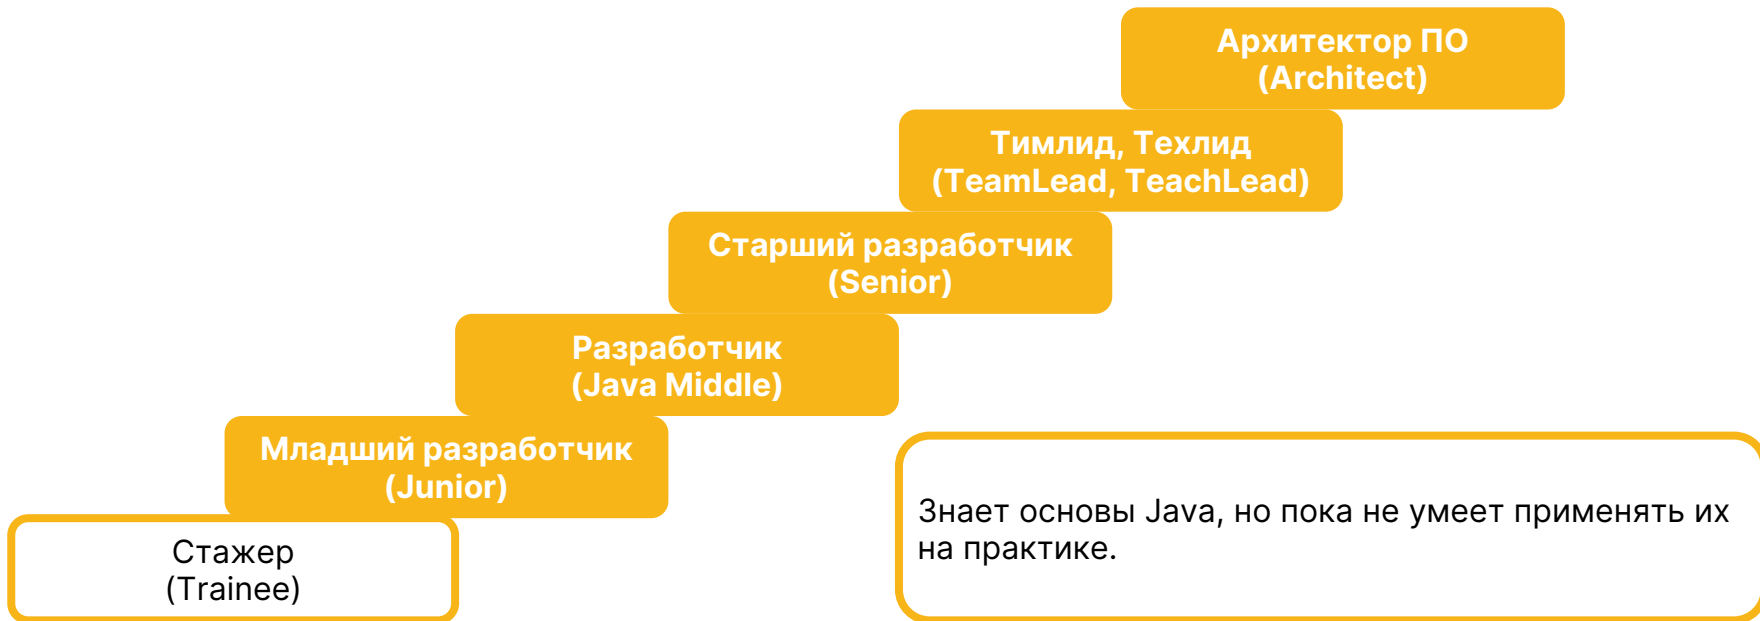 Архитектор ПО
(Architect)
Тимлид, Техлид
(TeamLead, TeachLead)
Старший разработчик
(Senior)
Разработчик
(Java Middle)
Младший разработчик
(Junior)
Стажер
(Trainee)
Знает основы Java, но пока не умеет применять их
на практике.